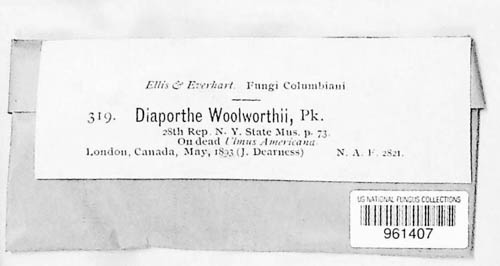 Ellis & Everhart. Fungi Columbiani
319. Diaporthe Woolworthii, Pk.
28th Rep. N. Y. State Mus. p. 73.
On dead Ulmus Americana.
London, Canada, May, 1893 (J. Dearness) N. A. F. 2821.
US NATIONAL FUNGUS COLLECTIONS
961407